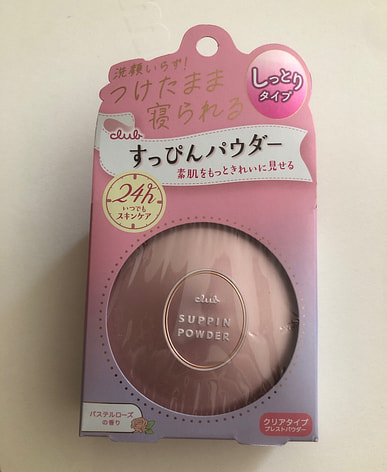 洗顔いらず!
つけたまま
寝られる
しっとり
タイプ
club
すっぴんパウダー
素肌をもっときれいに見せる
24h
いつでも
スキンケア
club
SUPPIN
POWDER
パステルローズ
の香り
クリアタイプ
プレストパウダー